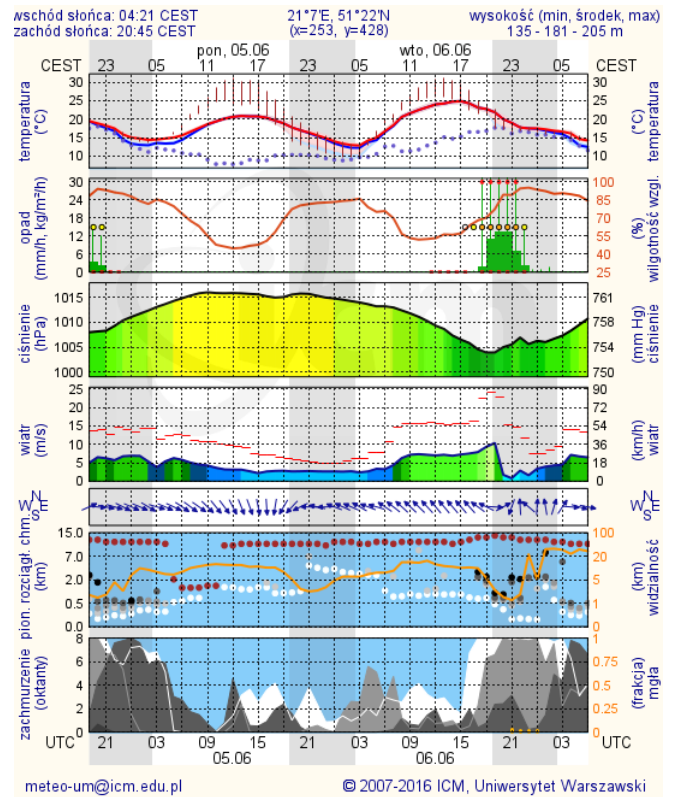 wschód słońca: 04:21 CEST 21°7'E, 51°22'N wysokość (min, środek, max)
zachód słońca: 20:45 CEST (x=253, y=428) 135 - 181 - 205 m
pon, 05.06 wto, 06.06
CEST 23 05 11 17 23 05 11 17 23 05 CEST
temperatura (°C)
30 25 20 15 10
30 25 20 15 10
(°C) temperatura
opad (mm/h, kg/m²/h)
30 24 18 12 6 0
100 85 70 55 40 25
(%) wilgotność wzgl.
ciśnienie (hPa)
1015 1010 1005 1000
761 758 754 750
(mm Hg) ciśnienie
wiatr (m/s)
25 20 15 10 5 0
90 72 54 36 18 0
(km/h) wiatr
N W E S
N W E S
pion. rozciągł. chm. (km)
15.0 7.0 2.0 0.5 0.0
100 20 5 1 0
(km) widzialność
zachmurzenie (oktanty)
8 6 4 2 0
1 0.75 0.5 0.25 0
(frakcja) mgła
UTC 21 03 09 15 21 03 09 15 21 03 UTC
05.06 06.06
meteo-um@icm.edu.pl © 2007-2016 ICM, Uniwersytet Warszawski